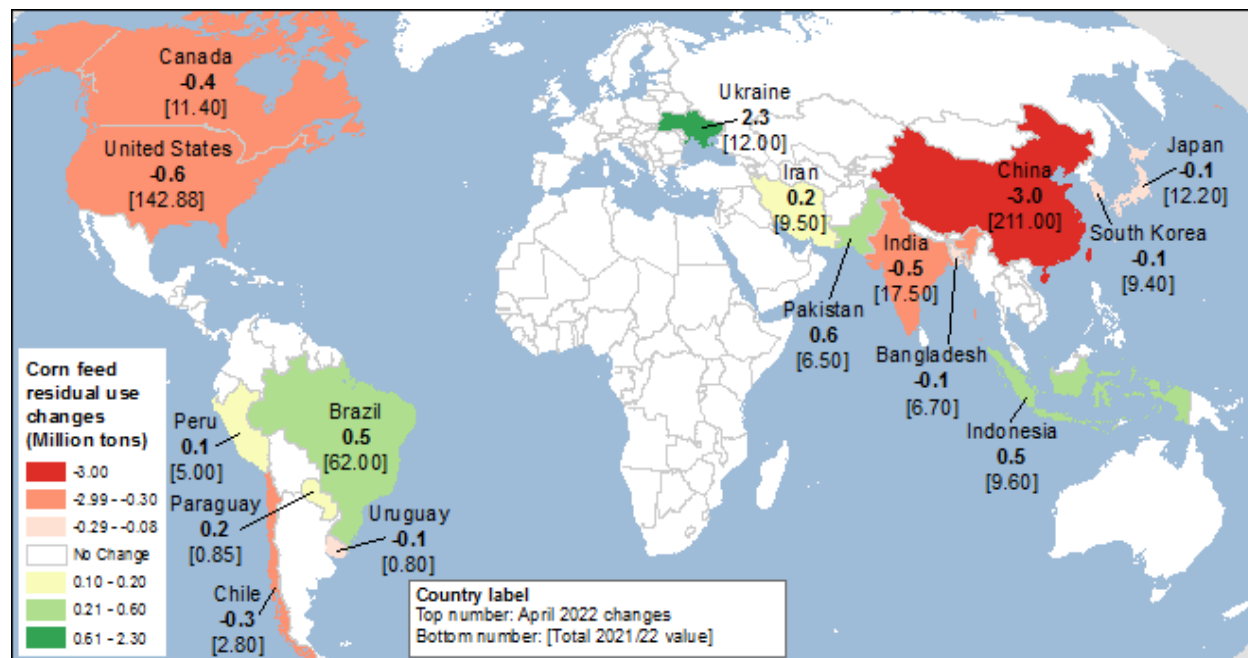 Canada
-0.4
[11.40]
United States
-0.6
[142.88]
Ukraine
2.3
[12.00]
Iran
0.2
[9.50]
China
-3.0
[211.00]
Japan
-0.1
[12.20]
South Korea
-0.1
[9.40]
India
-0.5
[17.50]
Pakistan
0.6
[6.50]
Bangladesh
-0.1
[6.70]
Indonesia
0.5
[9.60]
Peru
0.1
[5.00]
Brazil
0.5
[62.00]
Paraguay
0.2
[0.85]
Uruguay
-0.1
[0.80]
Chile
-0.3
[2.80]
Corn feed
residual use
changes
(Million tons)
-3.00
-2.99 - -0.30
-0.29 - -0.08
No Change
0.10 - 0.20
0.21 - 0.60
0.61 - 2.30
Country label
Top number: April 2022 changes
Bottom number: [Total 2021/22 value]